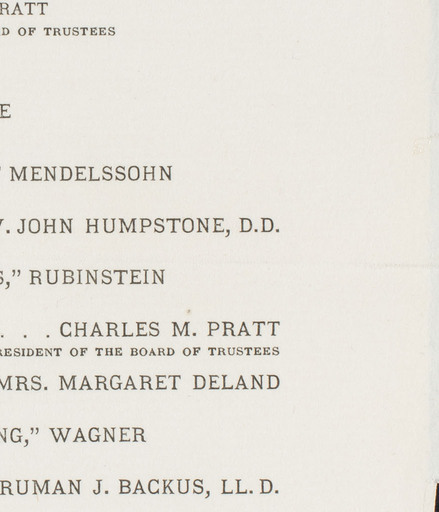 RATT
D OF TRUSTEES
E
" MENDELSSOHN
V. JOHN HUMPSTONE, D.D.
S,” RUBINSTEIN
. . . CHARLES M. PRATT
RESIDENT OF THE BOARD OF TRUSTEES
MRS. MARGARET DELAND
NG,” WAGNER
RUMAN J. BACKUS, LL. D.